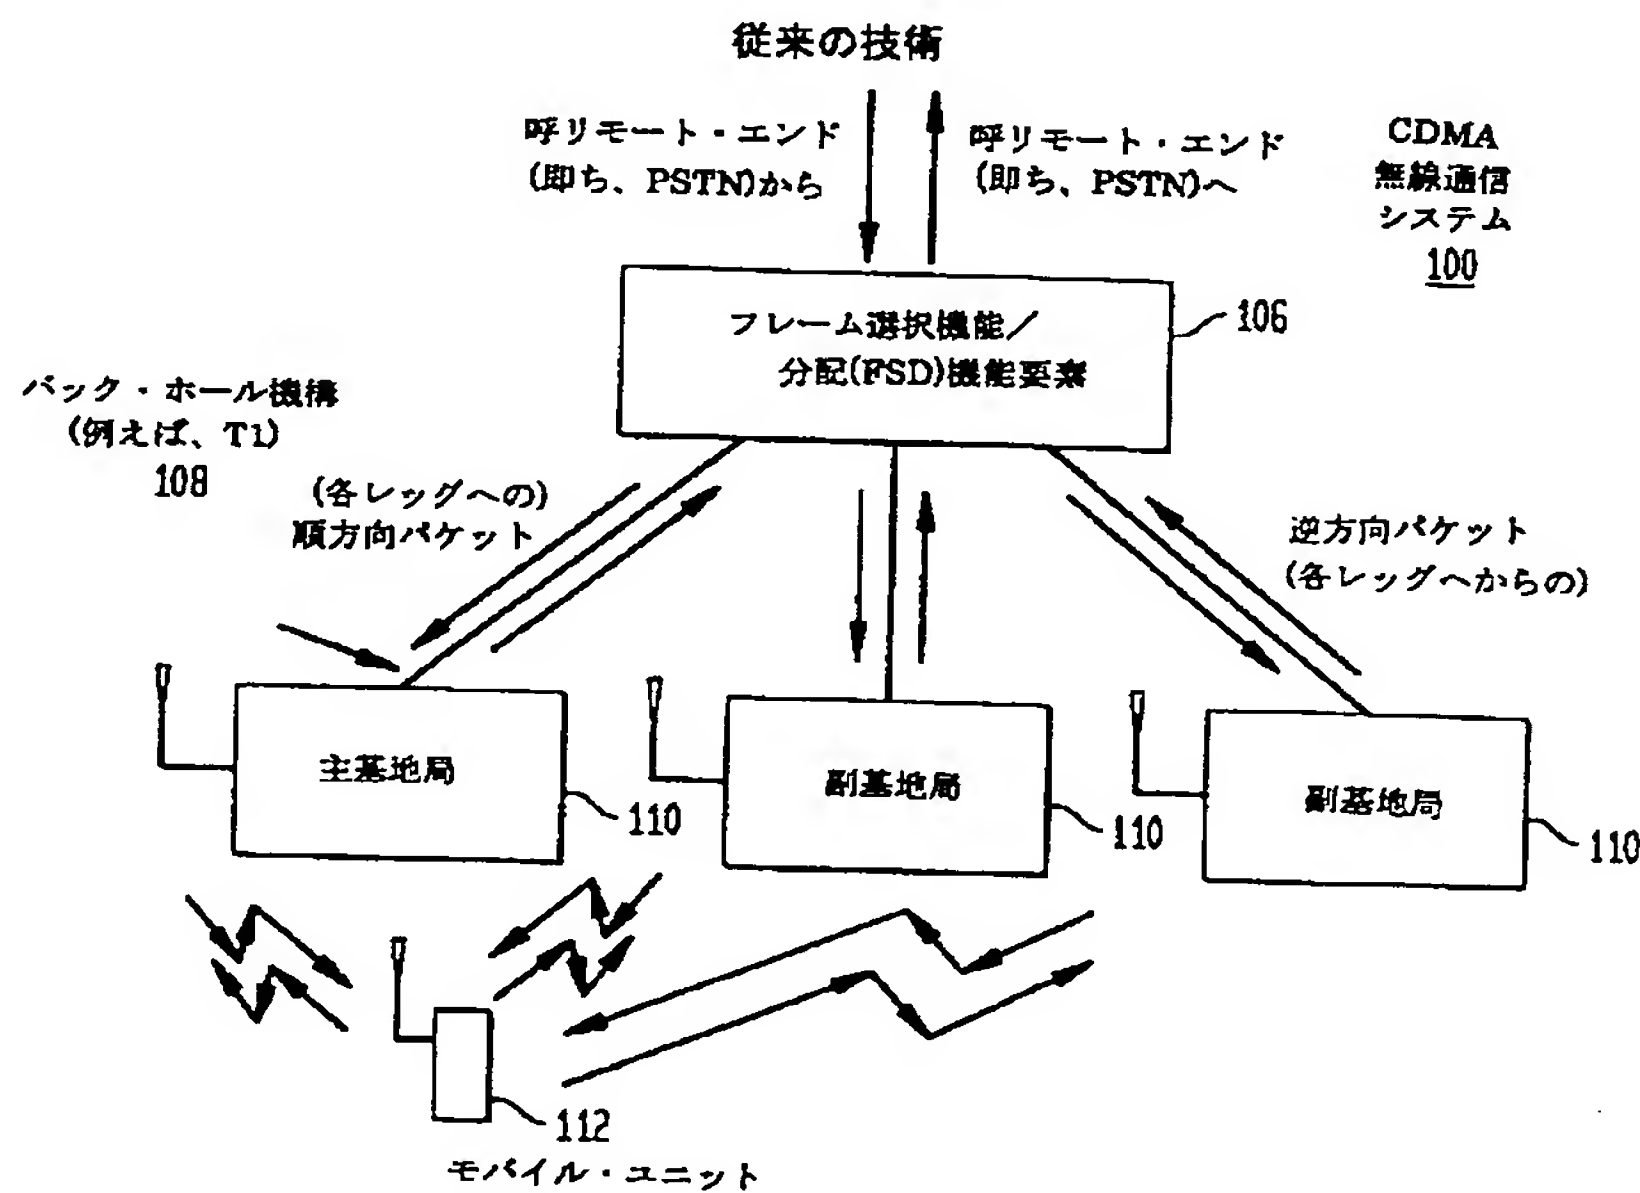 従来の技術
呼リモート・エンド
(即ち、PSTN)から
呼リモート・エンド
(即ち、PSTN)へ
CDMA
無線通信
システム
100
フレーム選択機能/
分配(FSD)機能要素
106
バック・ホール機構
(例えば、T1)
108
(各レッグへの)
順方向パケット
逆方向パケット
(各レッグへからの)
主基地局
110
副基地局
110
副基地局
110
112
モバイル・ユニット